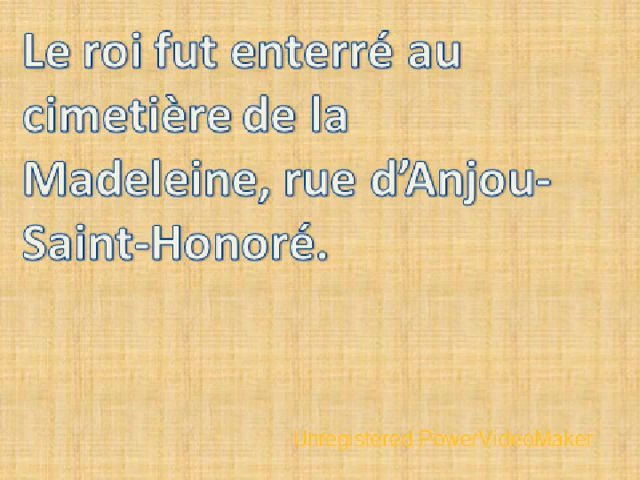 Le roi fut enterré au
cimetière de la
Madeleine, rue d’Anjou-
Saint-Honoré.
Unregistered PowerVideoMaker